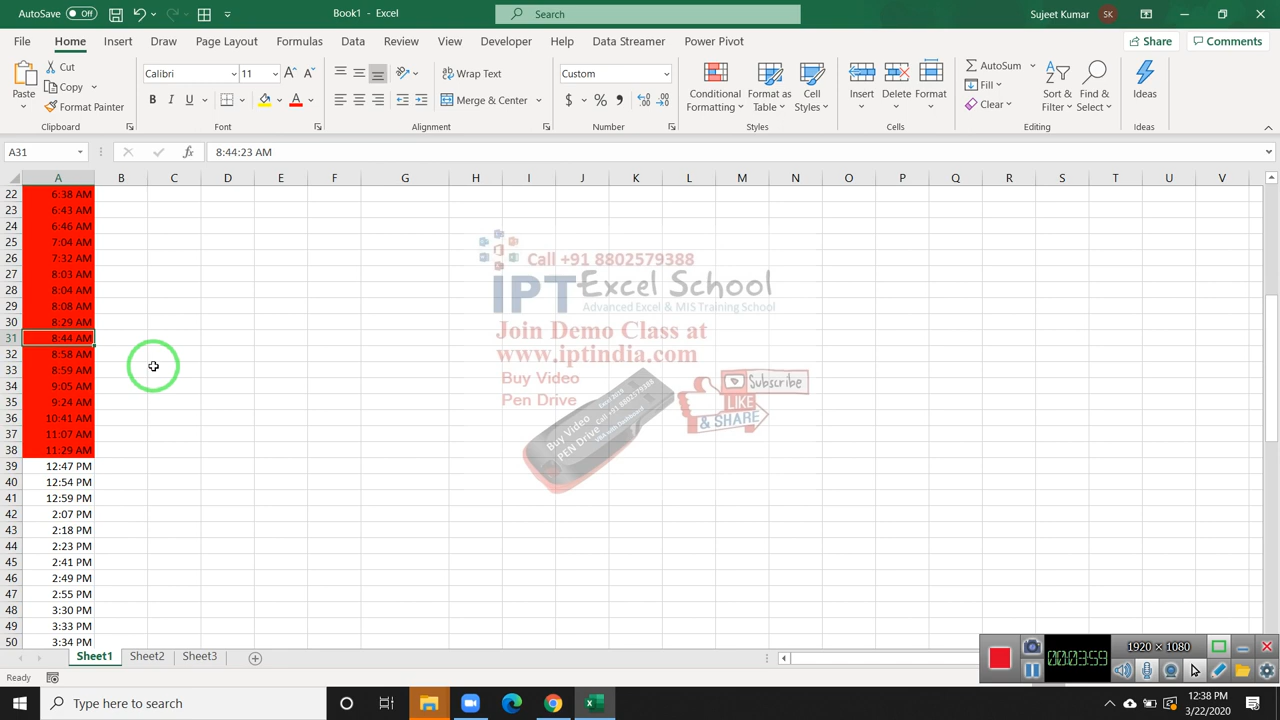 AutoSave Off
Book1 - Excel
Search
Sujeet Kumar SK
File Home Insert Draw Page Layout Formulas Data Review View Developer Help Data Streamer Power Pivot Share Comments
Paste Cut Copy Format Painter Clipboard
Calibri 11 B I U A Font
Wrap Text Merge & Center Alignment
Custom $ % Number
Conditional Formatting Format as Table Cell Styles Styles
Insert Delete Format Cells
AutoSum Fill Clear Sort & Filter Find & Select Editing
Ideas Ideas
A31 fx 8:44:23 AM
A B C D E F G H I J K L M N O P Q R S T U V
22 6:38 AM
23 6:43 AM
24 6:46 AM
25 7:04 AM
26 7:32 AM
27 8:03 AM
28 8:04 AM
29 8:08 AM
30 8:29 AM
31 8:44 AM
32 8:58 AM
33 8:59 AM
34 9:05 AM
35 9:24 AM
36 10:41 AM
37 11:07 AM
38 11:29 AM
39 12:47 PM
40 12:54 PM
41 12:59 PM
42 2:07 PM
43 2:18 PM
44 2:23 PM
45 2:41 PM
46 2:49 PM
47 2:55 PM
48 3:30 PM
49 3:33 PM
50 3:34 PM
Call +91 8802579388
IPT Excel School
Advanced Excel & MIS Training School
Join Demo Class at
www.iptindia.com
Buy Video
Pen Drive
Subscribe
LIKE
& SHARE
Buy Video
PEN Drive
Call +91 8802579388
Sheet1 Sheet2 Sheet3
Ready
1920 × 1080
00:03:59
Type here to search
12:38 PM
3/22/2020